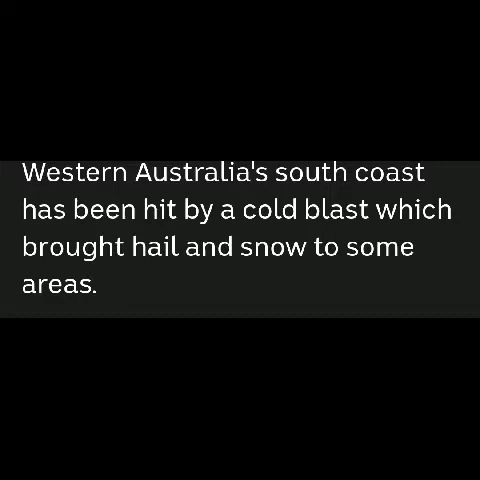 Western Australia's south coast
has been hit by a cold blast which
brought hail and snow to some
areas.